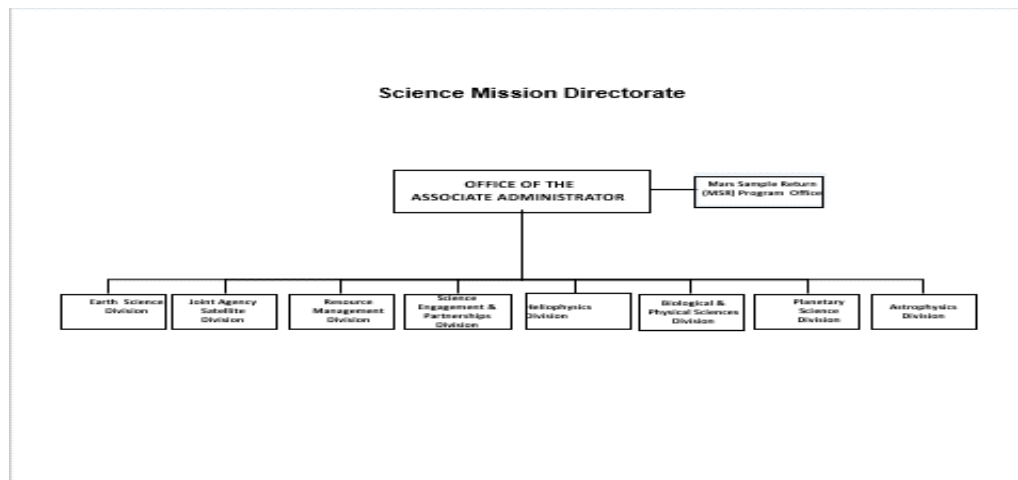 Science Mission Directorate
OFFICE OF THE
ASSOCIATE ADMINISTRATOR
Mars Sample Return
(MSR) Program Office
Earth Science
Division
Joint Agency
Satellite
Division
Resource
Management
Division
Science
Engagement &
Partnerships
Division
Heliophysics
Division
Biological &
Physical Sciences
Division
Planetary
Science
Division
Astrophysics
Division